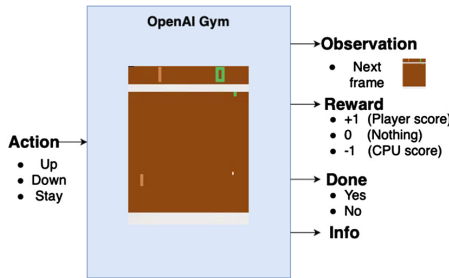 OpenAI Gym
Observation
• Next
frame
Reward
• +1 (Player score)
• 0 (Nothing)
• -1 (CPU score)
Action
• Up
• Down
• Stay
Done
• Yes
• No
Info